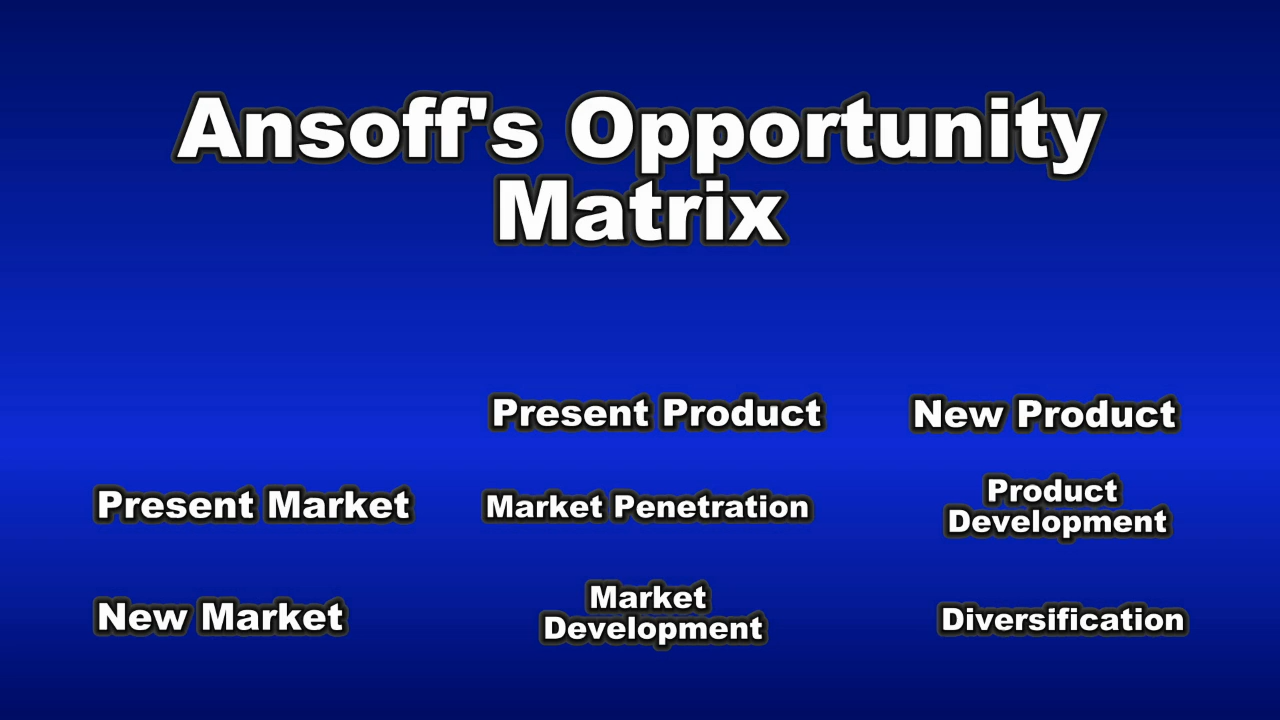 Ansoff's Opportunity
Matrix
Present Product New Product
Present Market Market Penetration Product
Development
New Market Market
Development Diversification